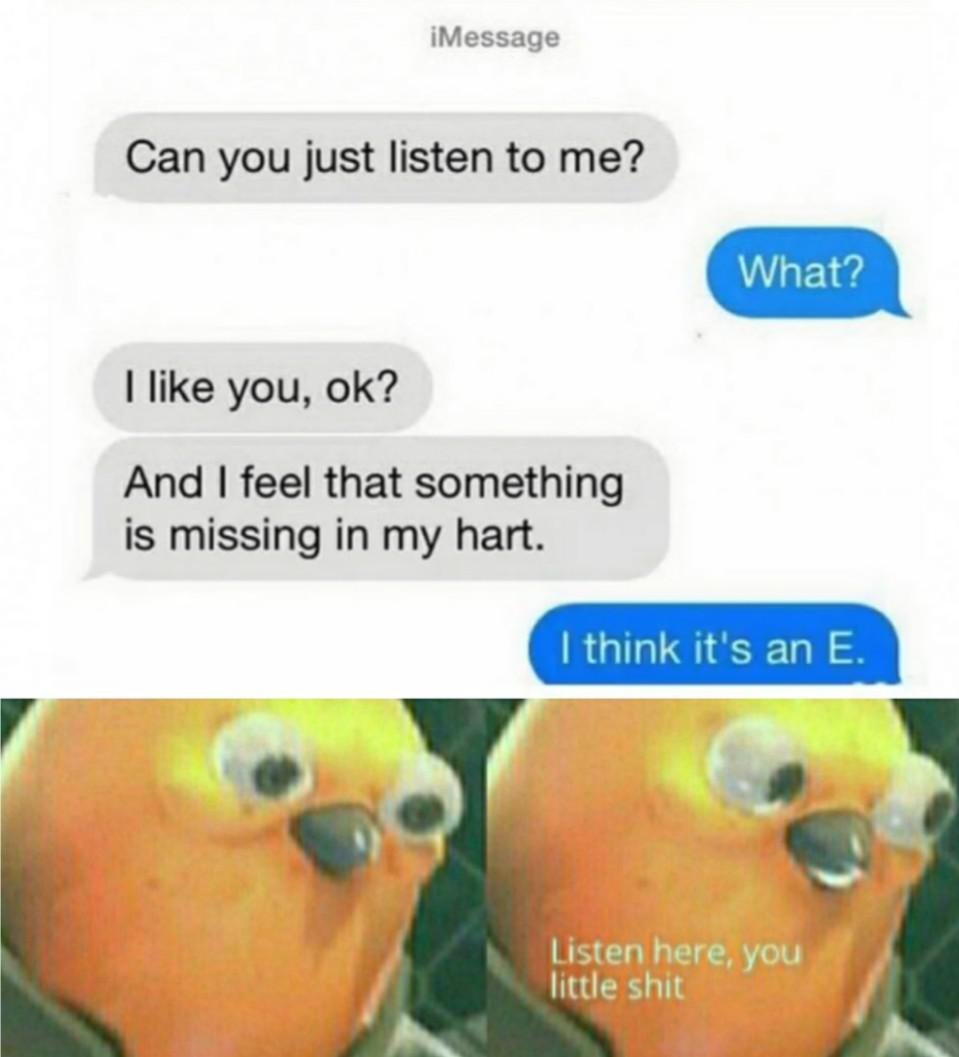 iMessage
Can you just listen to me?
What?
I like you, ok?
And I feel that something
is missing in my hart.
I think it's an E.
Listen here, you
little shit